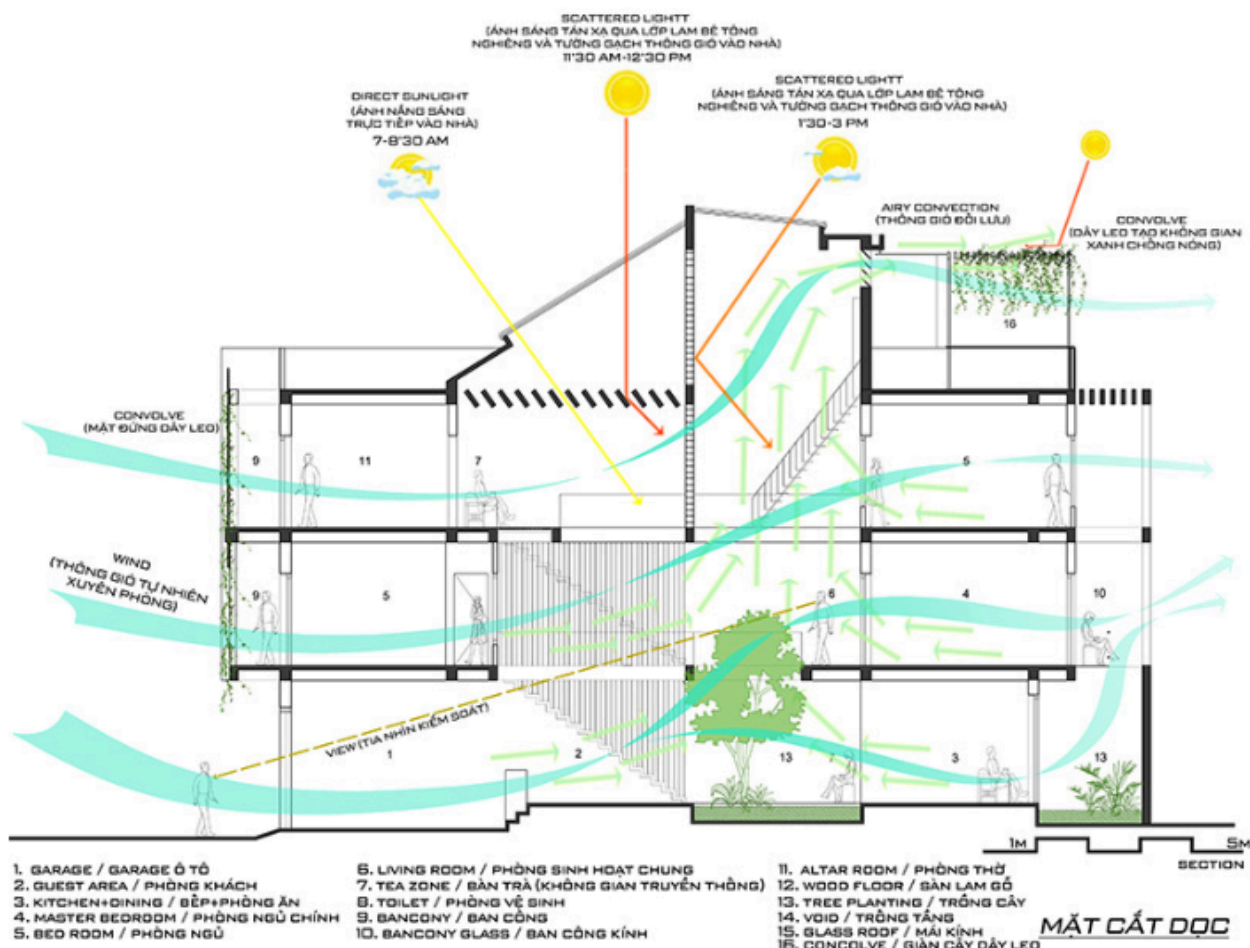 SCATTERED LIGHTT
(ÁNH SÁNG TÁN XẠ QUA LỚP LAM BÊ TÔNG
NGHIÊNG VÀ TƯỜNG GẠCH THÔNG GIÓ VÀO NHÀ)
11'30 AM-12'30 PM
SCATTERED LIGHTT
(ÁNH SÁNG TÁN XẠ QUA LỚP LAM BÊ TÔNG
NGHIÊNG VÀ TƯỜNG GẠCH THÔNG GIÓ VÀO NHÀ)
1'30-3 PM
DIRECT SUNLIGHT
(ÁNH NẮNG SÁNG
TRỰC TIẾP VÀO NHÀ)
7-8'30 AM
AIRY CONVECTION
(THÔNG GIÓ ĐỐI LƯU)
CONVOLVE
(DÂY LEO TẠO KHÔNG GIAN
XANH CHỐNG NÓNG)
16
CONVOLVE
(MẶT ĐỨNG DÂY LEO)
9
11
7
5
WIND
(THÔNG GIÓ TỰ NHIÊN
XUYÊN PHÒNG)
9
5
6
4
10
VIEW (TIA NHÌN KIỂM SOÁT)
1
2
13
3
13
1M
5M
SECTION
1. GARAGE / GARAGE Ô TÔ
2. GUEST AREA / PHÒNG KHÁCH
3. KITCHEN+DINING / BẾP+PHÒNG ĂN
4. MASTER BEDROOM / PHÒNG NGỦ CHÍNH
5. BED ROOM / PHÒNG NGỦ
6. LIVING ROOM / PHÒNG SINH HOẠT CHUNG
7. TEA ZONE / BÀN TRÀ (KHÔNG GIAN TRUYỀN THỐNG)
8. TOILET / PHÒNG VỆ SINH
9. BANCONY / BAN CÔNG
10. BANCONY GLASS / BAN CÔNG KÍNH
11. ALTAR ROOM / PHÒNG THỜ
12. WOOD FLOOR / SÀN LAM GỖ
13. TREE PLANTING / TRỒNG CÂY
14. VOID / TRỐNG TẦNG
15. GLASS ROOF / MÁI KÍNH
16. CONCOLVE / GIÀN CÂY DÂY LEO
MẶT CẮT DỌC